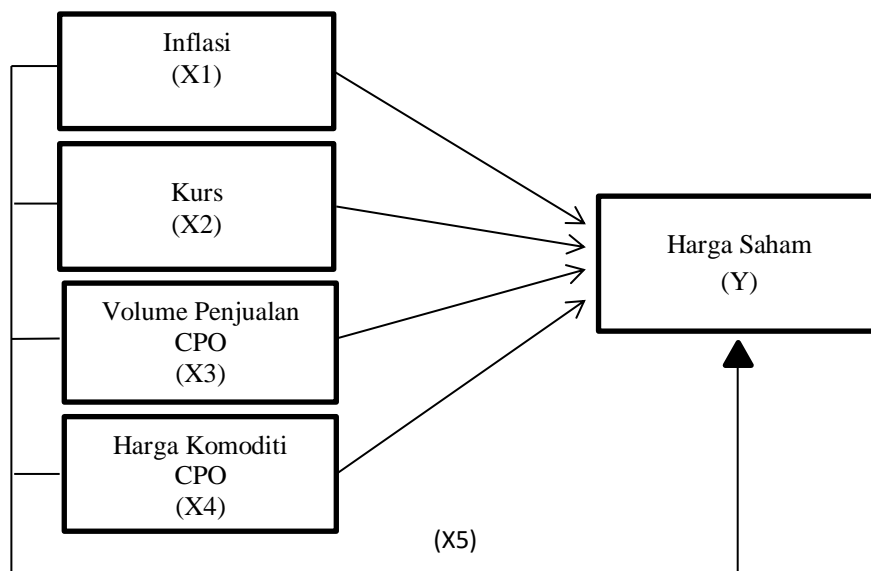 Inflasi
(X1)
Kurs
(X2)
Volume Penjualan
CPO
(X3)
Harga Komoditi
CPO
(X4)
Harga Saham
(Y)
(X5)